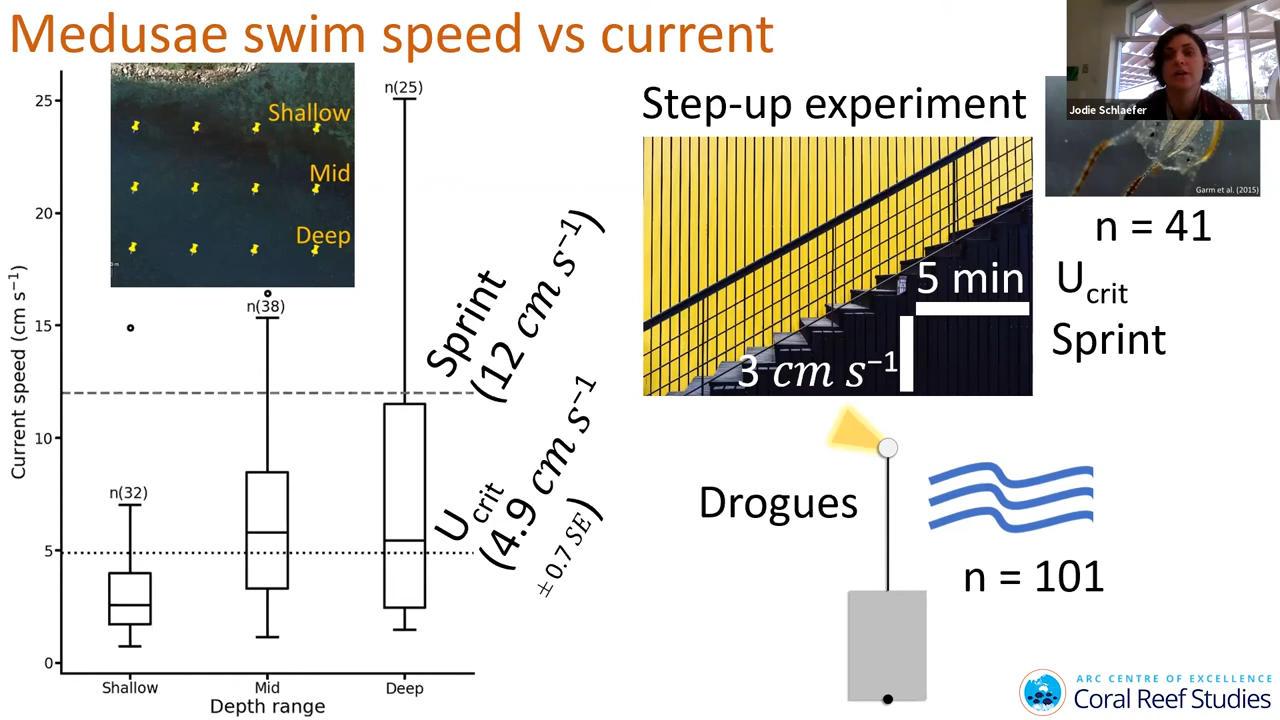 Medusae swim speed vs current
Jodie Schlaefer
Garm et al. (2015)
Shallow
Mid
Deep
25
20
15
10
5
0
Current speed (cm s⁻¹)
n(32)
n(38)
n(25)
Shallow
Mid
Deep
Depth range
Sprint
(12 cm s⁻¹)
U crit
(4.9 cm s⁻¹
± 0.7 SE)
Step-up experiment
5 min
3 cm s⁻¹
n = 41
U crit
Sprint
Drogues
n = 101
ARC CENTRE OF EXCELLENCE
Coral Reef Studies